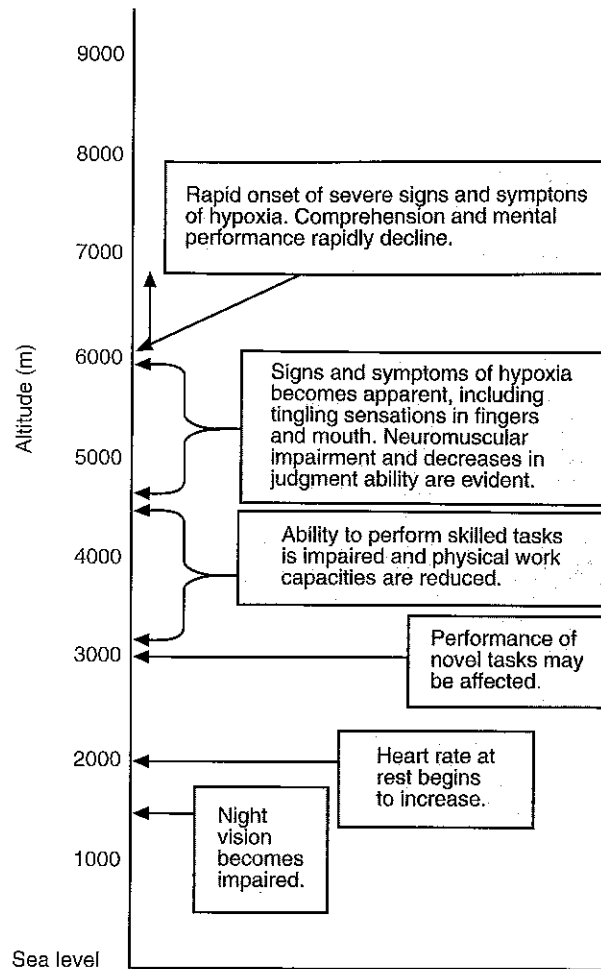 9000
8000
Rapid onset of severe signs and symptons
of hypoxia. Comprehension and mental
performance rapidly decline.
7000
Altitude (m)
6000
Signs and symptoms of hypoxia
becomes apparent, including
tingling sensations in fingers
and mouth. Neuromuscular
impairment and decreases in
judgment ability are evident.
5000
Ability to perform skilled tasks
is impaired and physical work
capacities are reduced.
4000
Performance of
novel tasks may
be affected.
3000
2000
Heart rate at
rest begins
to increase.
Night
vision
becomes
impaired.
1000
Sea level